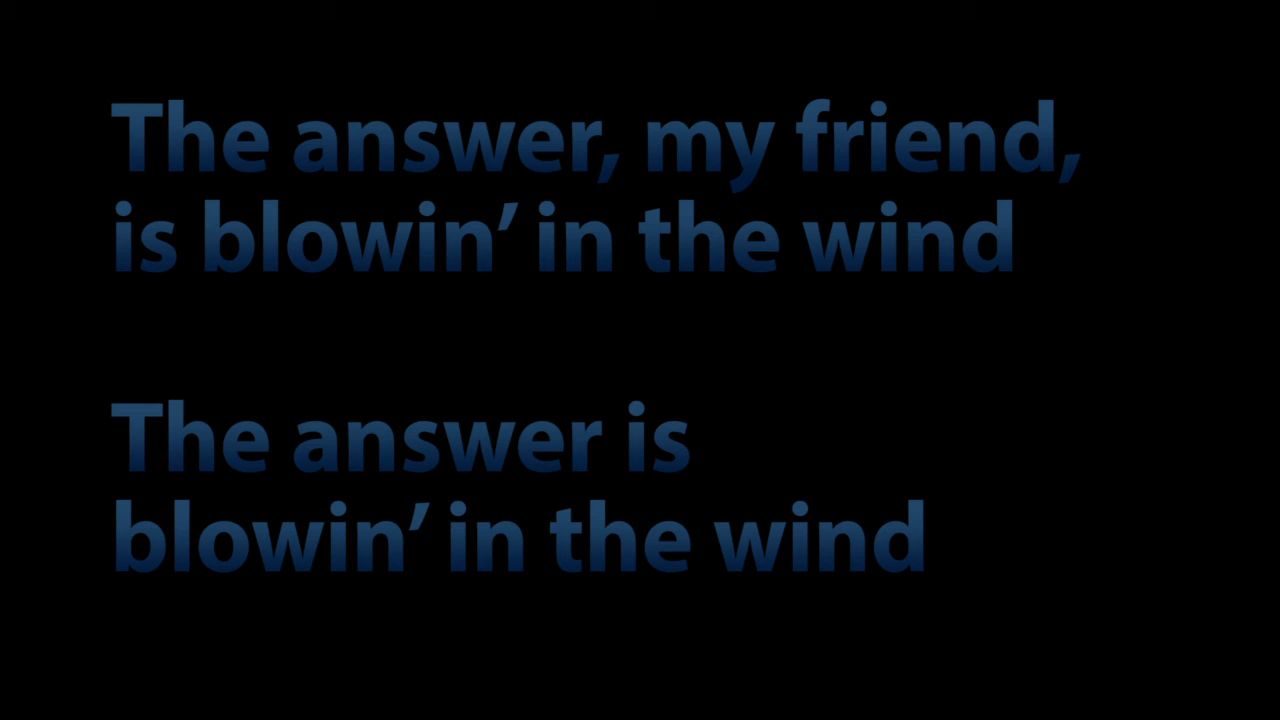 The answer, my friend,
is blowin’ in the wind
The answer is
blowin’ in the wind